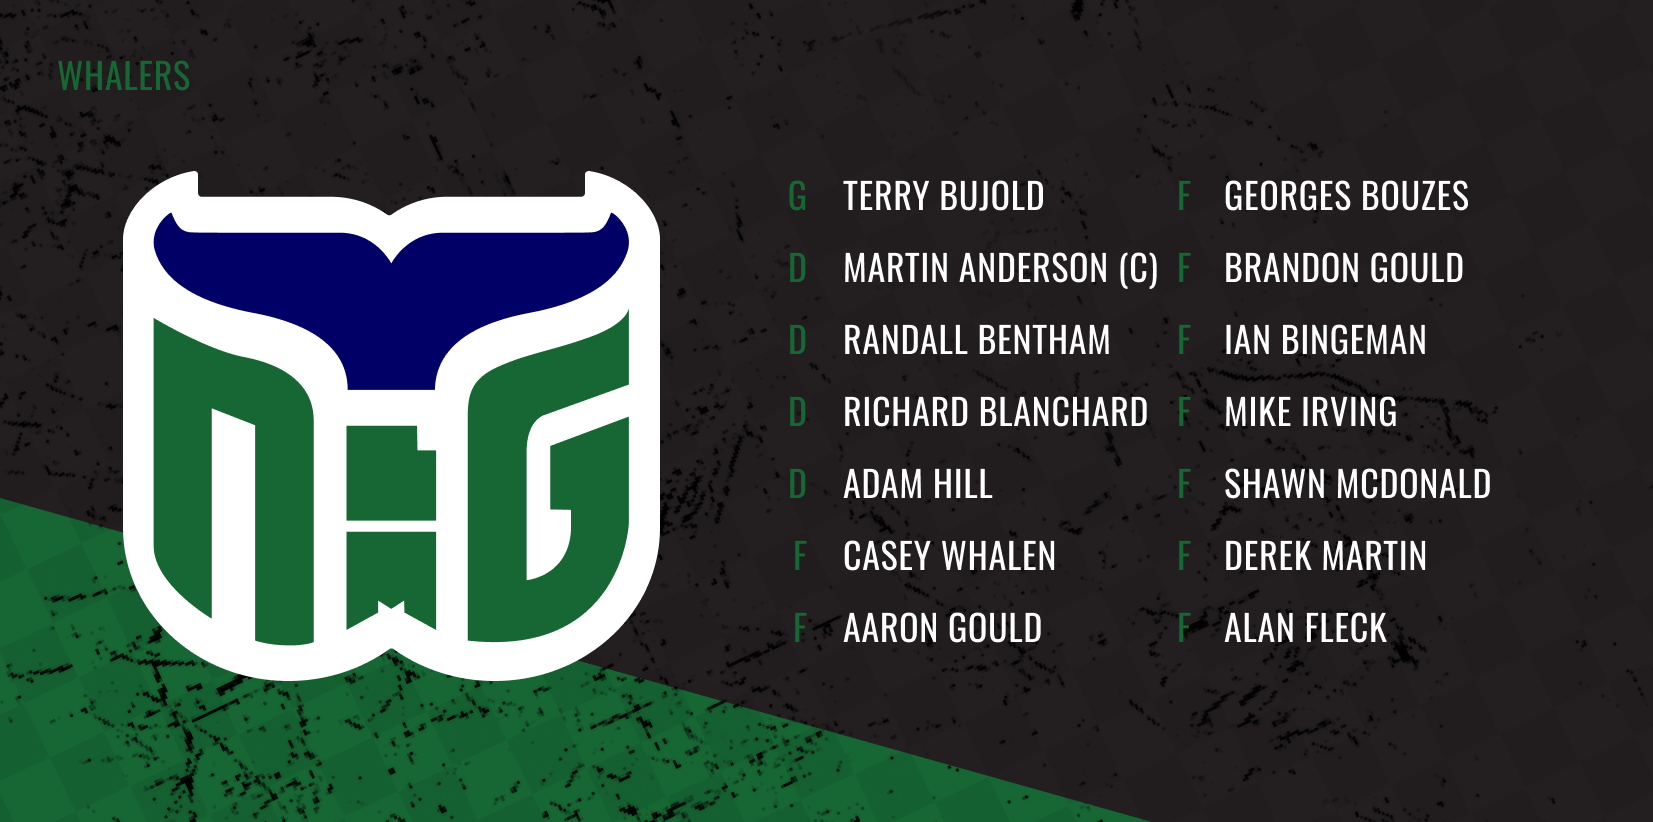 WHALERS
G TERRY BUJOLD
D MARTIN ANDERSON (C)
D RANDALL BENTHAM
D RICHARD BLANCHARD
D ADAM HILL
F CASEY WHALEN
F AARON GOULD
F GEORGES BOUZES
F BRANDON GOULD
F IAN BINGEMAN
F MIKE IRVING
F SHAWN MCDONALD
F DEREK MARTIN
F ALAN FLECK